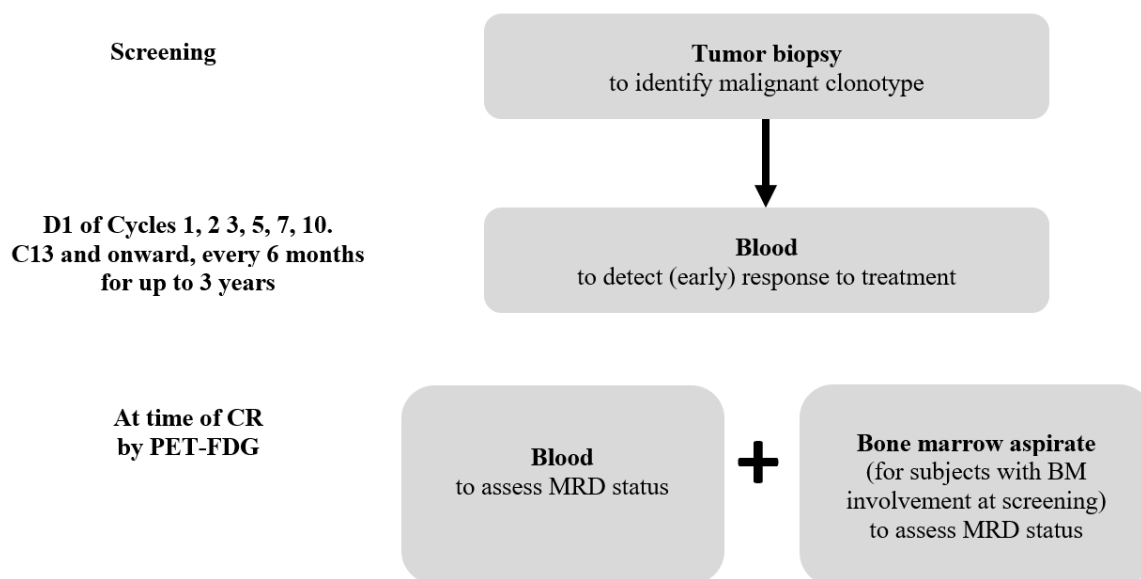 Screening
Tumor biopsy
to identify malignant clonotype
D1 of Cycles 1, 2 3, 5, 7, 10.
C13 and onward, every 6 months
for up to 3 years
Blood
to detect (early) response to treatment
At time of CR
by PET-FDG
Blood
to assess MRD status
+
Bone marrow aspirate
(for subjects with BM
involvement at screening)
to assess MRD status